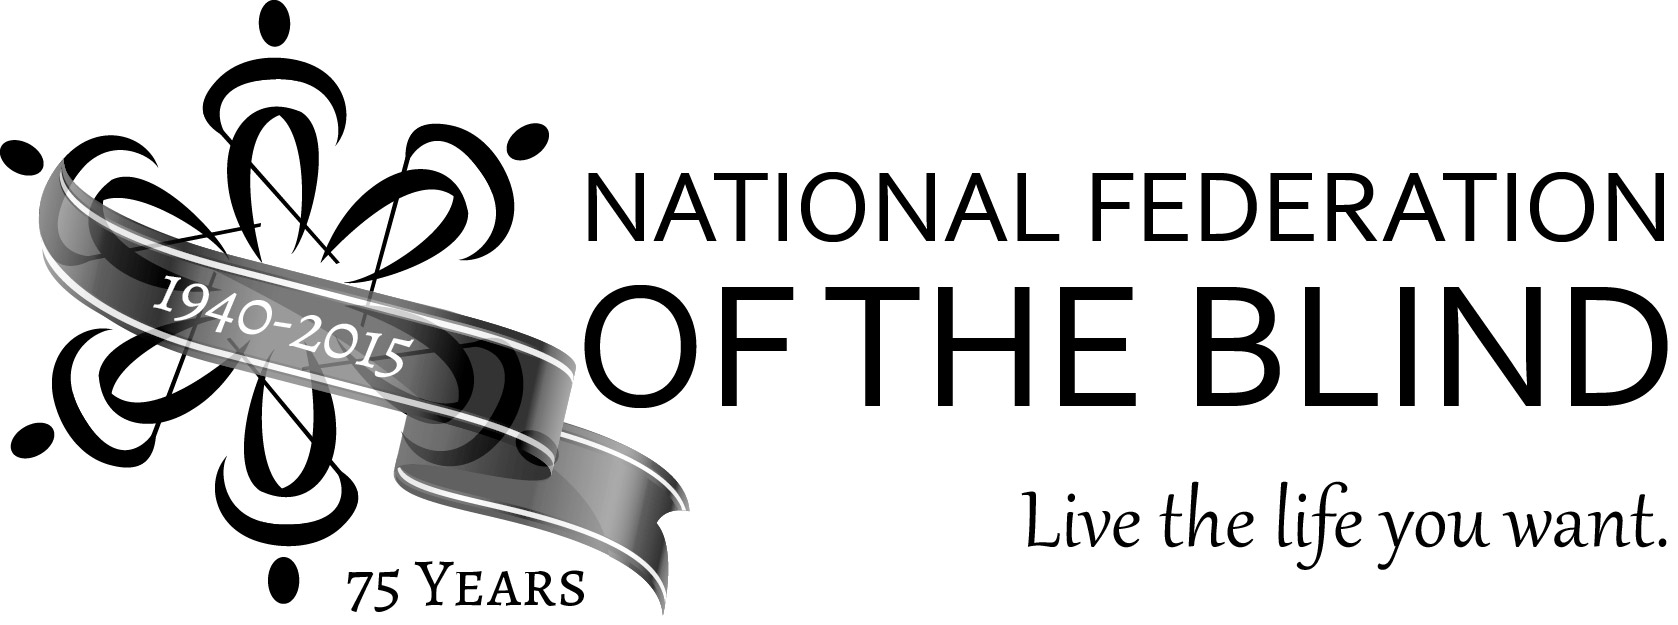 NATIONAL FEDERATION
OF THE BLIND
Live the life you want.
1940-2015
75 YEARS